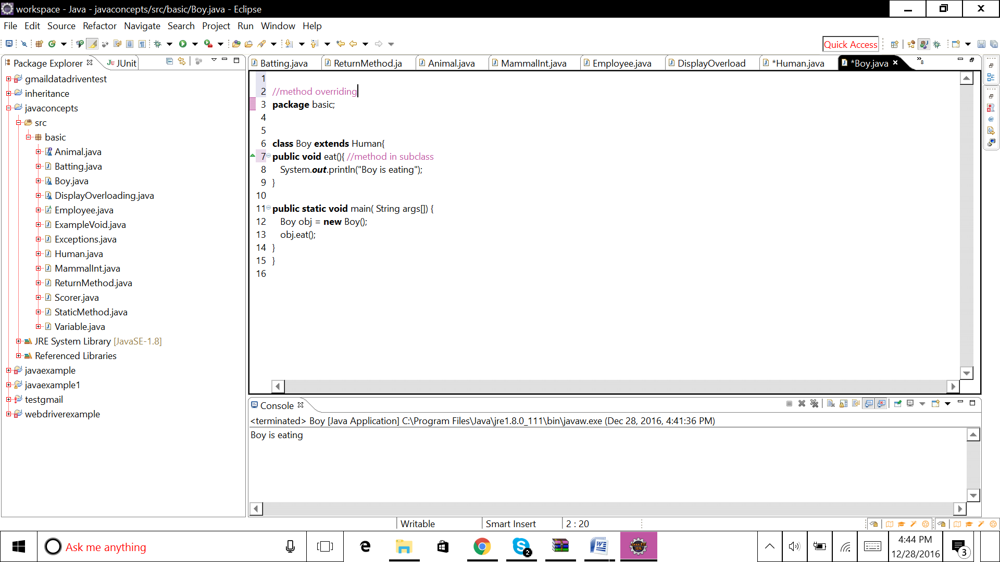 workspace - Java - javaconcepts/src/basic/Boy.java - Eclipse
File Edit Source Refactor Navigate Search Project Run Window Help
Quick Access
Package Explorer
JUnit
gmaildatadriventest
inheritance
javaconcepts
src
basic
Animal.java
Batting.java
Boy.java
DisplayOverloading.java
Employee.java
ExampleVoid.java
Exceptions.java
Human.java
MammalInt.java
ReturnMethod.java
Scorer.java
StaticMethod.java
Variable.java
JRE System Library [JavaSE-1.8]
Referenced Libraries
javaexample
javaexample1
testgmail
webdriverexample
Batting.java
ReturnMethod.ja
Animal.java
MammalInt.java
Employee.java
DisplayOverload
*Human.java
*Boy.java
»8
1
2 //method overriding
3 package basic;
4
5
6 class Boy extends Human{
7 public void eat(){ //method in subclass
8 System.out.println("Boy is eating");
9 }
10
11 public static void main( String args[]) {
12 Boy obj = new Boy();
13 obj.eat();
14 }
15 }
16
Console
<terminated> Boy [Java Application] C:\Program Files\Java\jre1.8.0_111\bin\javaw.exe (Dec 28, 2016, 4:41:36 PM)
Boy is eating
Writable
Smart Insert
2 : 20
Ask me anything
2
Java EE
IDE
4:44 PM
12/28/2016
3